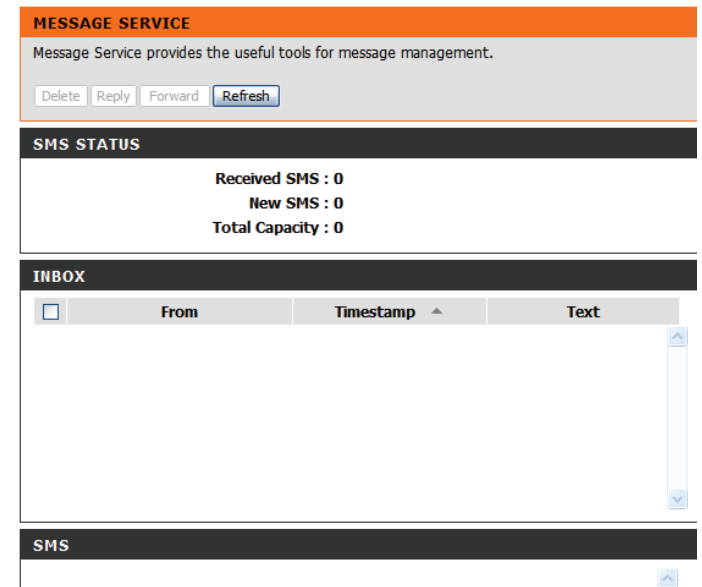 MESSAGE SERVICE
Message Service provides the useful tools for message management.
Delete Reply Forward Refresh
SMS STATUS
Received SMS : 0
New SMS : 0
Total Capacity : 0
INBOX
From Timestamp Text
SMS